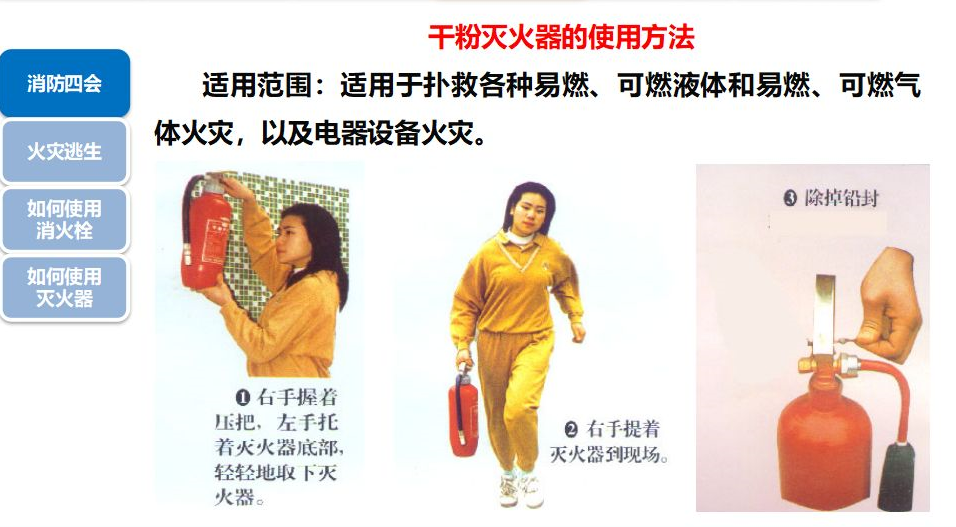 干粉灭火器的使用方法
消防四会
火灾逃生
如何使用
消火栓
如何使用
灭火器
适用范围：适用于扑救各种易燃、可燃液体和易燃、可燃气
体火灾，以及电器设备火灾。
❶右手握着
压把，左手托
着灭火器底部，
轻轻地取下灭
火器。
❷右手提着
灭火器到现场。
❸除掉铅封